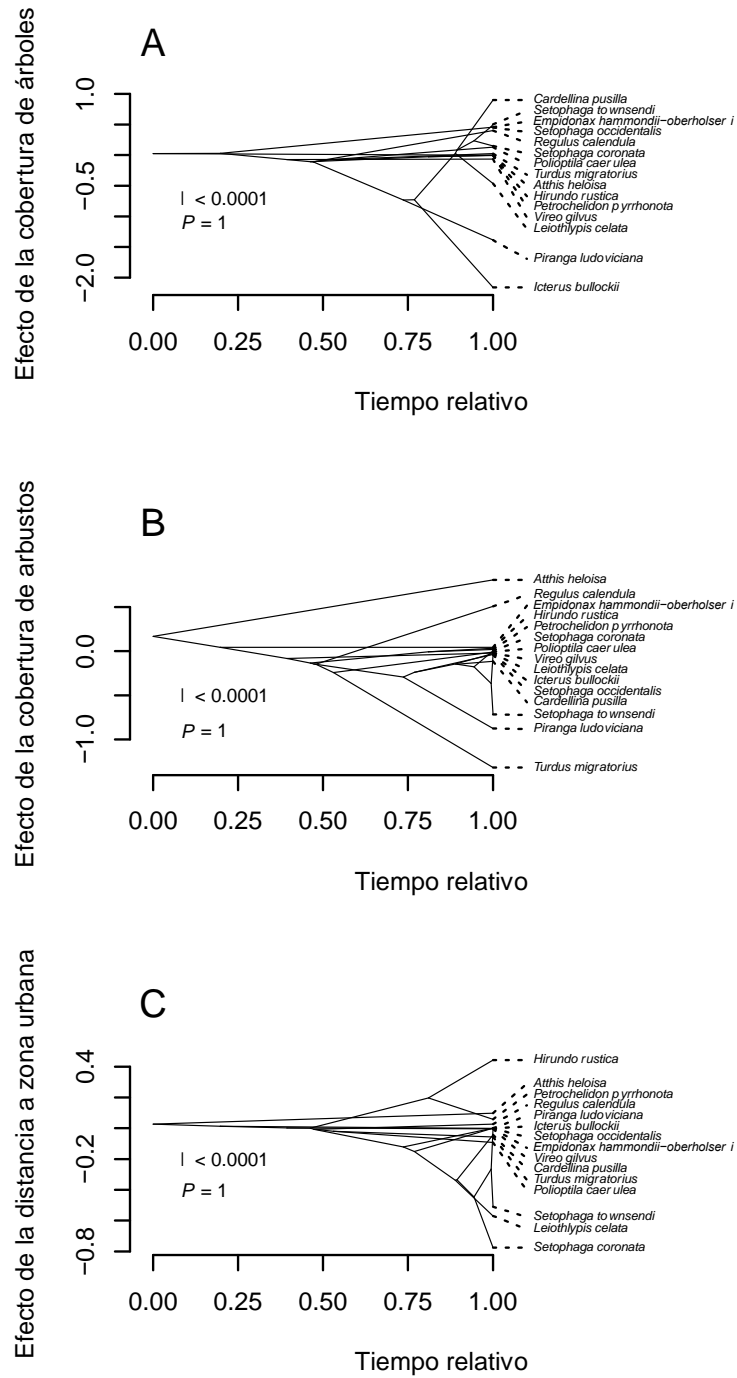 A
Efecto de la cobertura de árboles
1.0
−0.5
−2.0
l < 0.0001
P = 1
Cardellina pusilla
Setophaga townsendi
Empidonax hammondii−oberholseri
Setophaga occidentalis
Regulus calendula
Setophaga coronata
Polioptila caerulea
Turdus migratorius
Atthis heloisa
Hirundo rustica
Petrochelidon pyrrhonota
Vireo gilvus
Leiothlypis celata
Piranga ludoviciana
Icterus bullockii
0.00 0.25 0.50 0.75 1.00
Tiempo relativo
B
Efecto de la cobertura de arbustos
0.0
−1.0
l < 0.0001
P = 1
Atthis heloisa
Regulus calendula
Empidonax hammondii−oberholseri
Hirundo rustica
Petrochelidon pyrrhonota
Setophaga coronata
Polioptila caerulea
Vireo gilvus
Leiothlypis celata
Icterus bullockii
Setophaga occidentalis
Cardellina pusilla
Setophaga townsendi
Piranga ludoviciana
Turdus migratorius
0.00 0.25 0.50 0.75 1.00
Tiempo relativo
C
Efecto de la distancia a zona urbana
0.4
−0.2
−0.8
l < 0.0001
P = 1
Hirundo rustica
Atthis heloisa
Petrochelidon pyrrhonota
Regulus calendula
Piranga ludoviciana
Icterus bullockii
Setophaga occidentalis
Empidonax hammondii−oberholseri
Vireo gilvus
Cardellina pusilla
Turdus migratorius
Polioptila caerulea
Setophaga townsendi
Leiothlypis celata
Setophaga coronata
0.00 0.25 0.50 0.75 1.00
Tiempo relativo